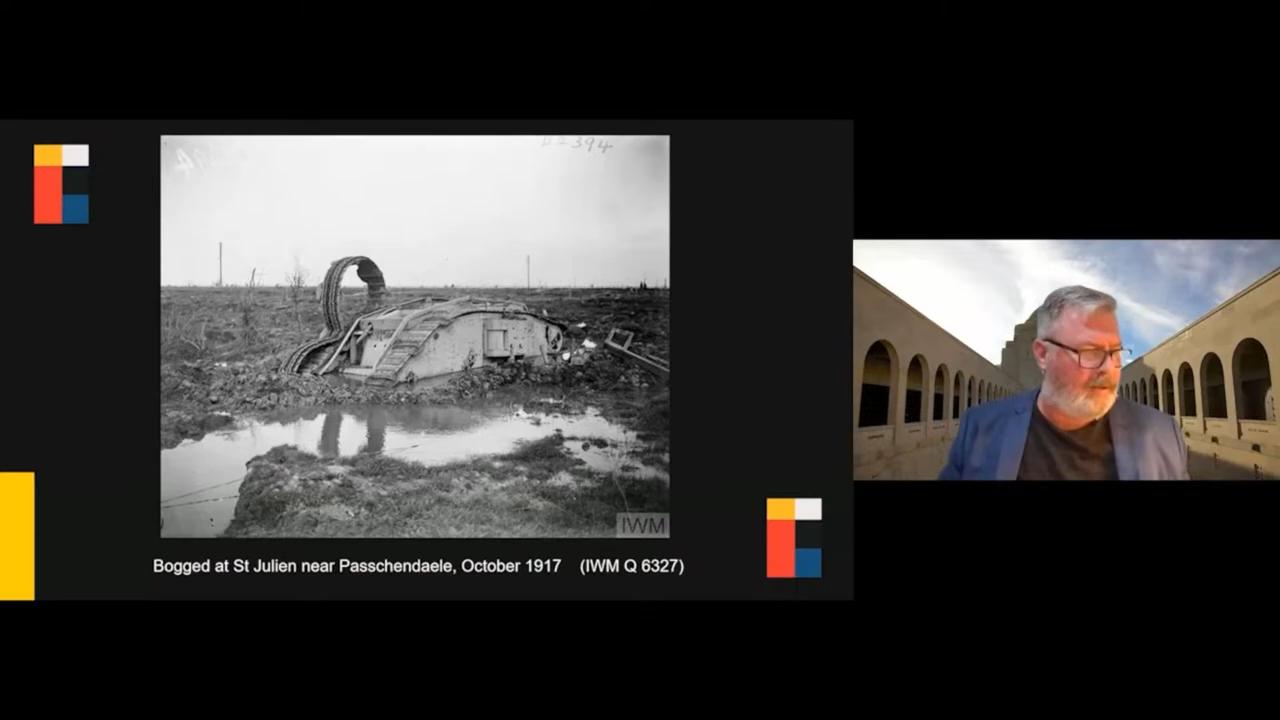 IWM
Bogged at St Julien near Passchendaele, October 1917 (IWM Q 6327)